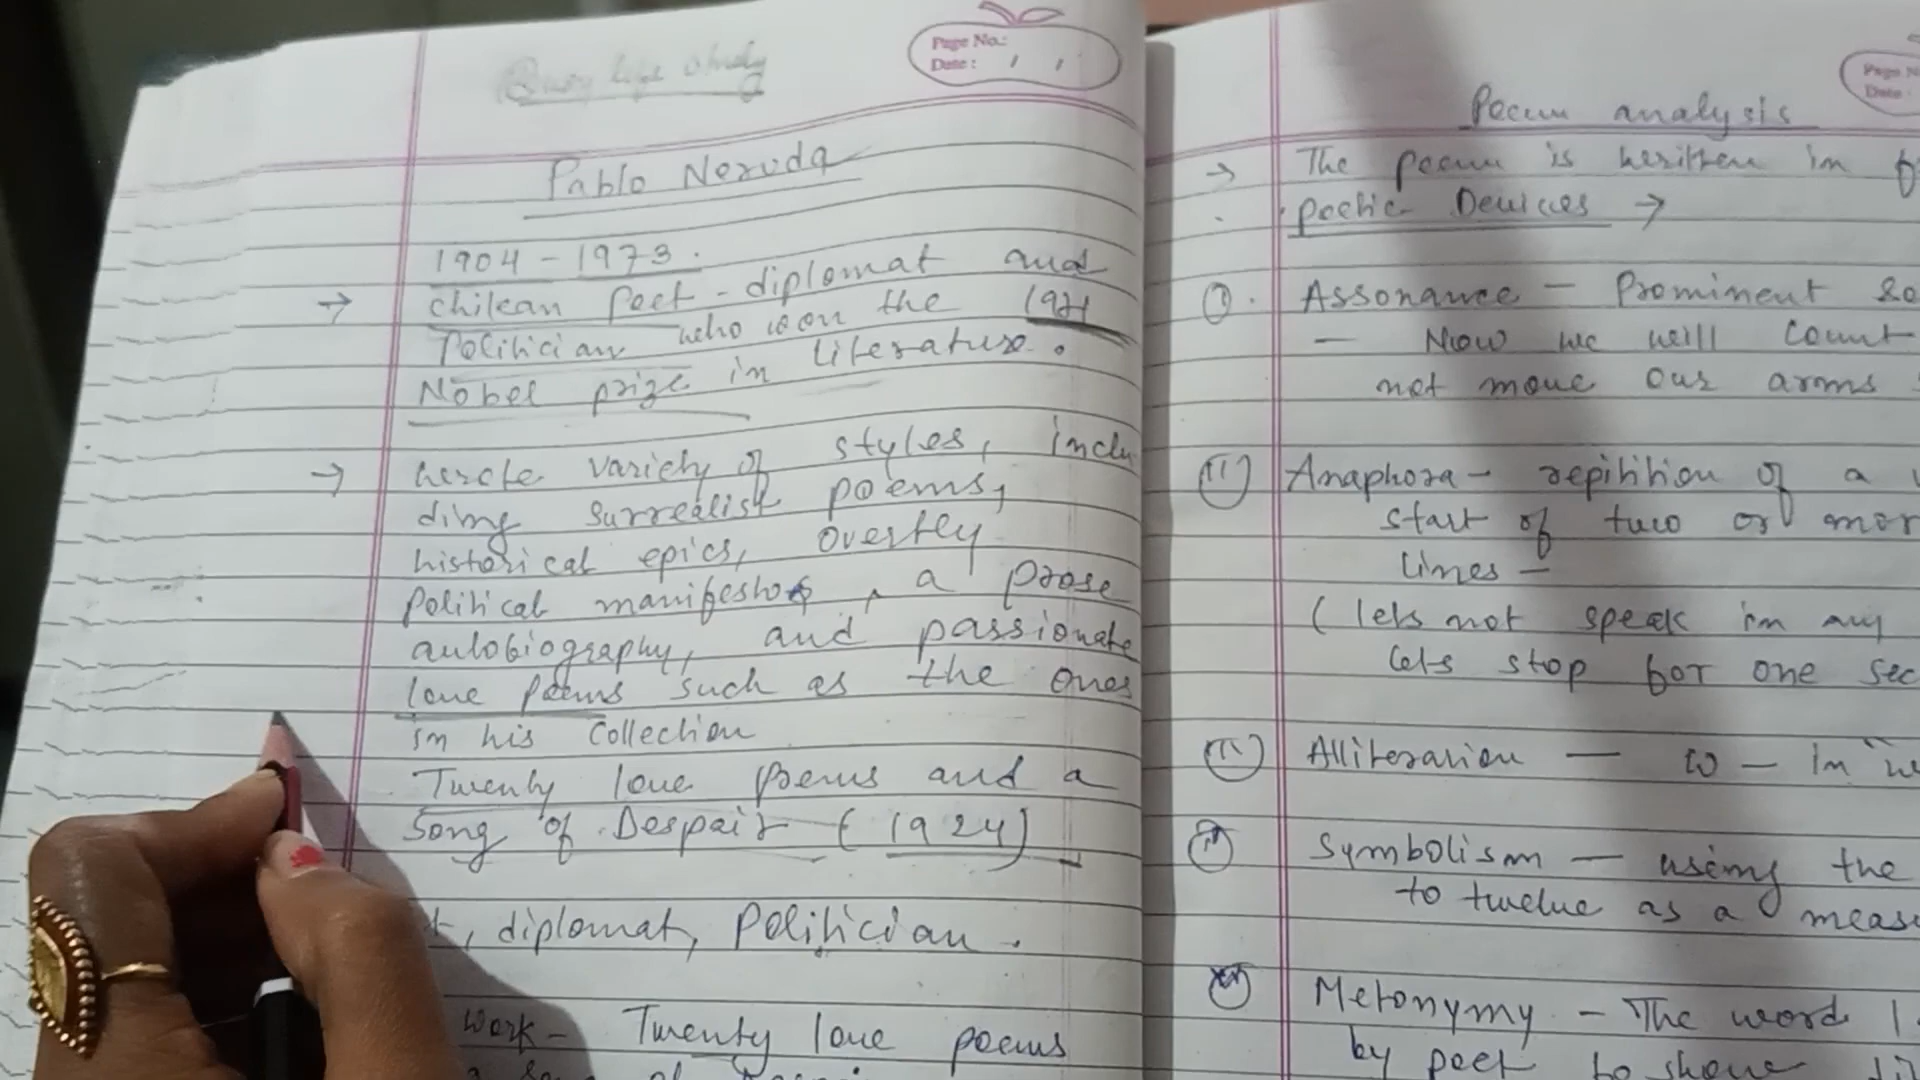 Page No.:
Date: / /
Pablo Neruda
1904 - 1973.
→ chilean Poet - diplomat and
Politician who won the 1971
Nobel prize in literature.
→ wrote variety of styles, inclu
ding surrealist poems,
historical epics, overtly
Political manifestos, a prose
autobiography, and passionate
love poems such as the ones
in his collection
Twenty love poems and a
Song of Despair (1924)
t, diplomat, Politician.
work - Twenty love poems
Page N
Date
Poem analysis
→ The poem is written in f
poetic Devices →
Assonance - Prominent so
- Now we will count
not move our arms
Anaphora - repitition of a
start of two or mor
lines -
( lets not speak in any
lets stop for one sec
Alliteration - w - in we
Symbolism - using the
to twelve as a meas
Metonymy - The word
by poet to show